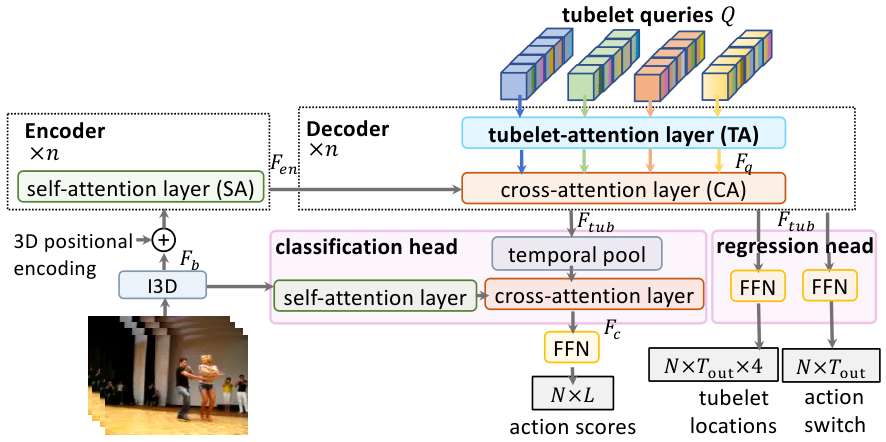 tubelet queries Q
Encoder
×n
Decoder
×n
tubelet-attention layer (TA)
F_en
F_q
self-attention layer (SA)
cross-attention layer (CA)
F_tub
F_tub
3D positional
encoding
+
F_b
classification head
regression head
temporal pool
I3D
FFN
FFN
self-attention layer
cross-attention layer
F_c
FFN
N×L
N×T_out×4
N×T_out
action scores
tubelet
locations
action
switch